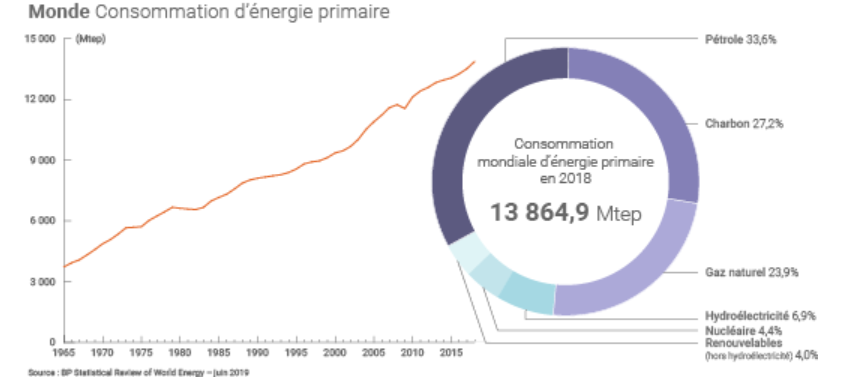 Monde Consommation d'énergie primaire
15 000
(Mtep)
12 000
9 000
6 000
3 000
0
1965 1970 1975 1980 1985 1990 1995 2000 2005 2010 2015
Pétrole 33,6%
Charbon 27,2%
Consommation
mondiale d'énergie primaire
en 2018
13 864,9 Mtep
Gaz naturel 23,9%
Hydroélectricité 6,9%
Nucléaire 4,4%
Renouvelables
(hors hydroélectricité) 4,0%
Source : BP Statistical Review of World Energy – juin 2019